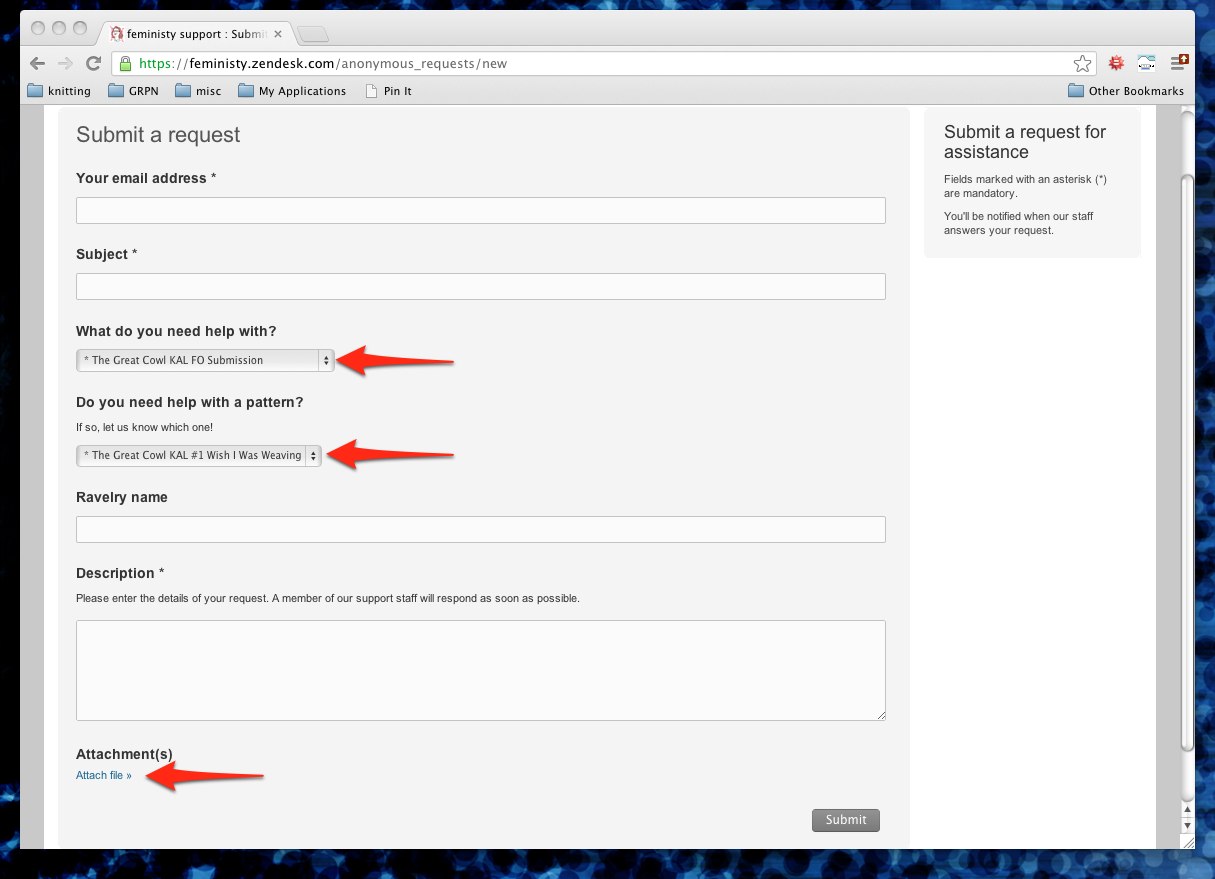 feministy support : Submi
https://feministy.zendesk.com/anonymous_requests/new
knitting GRPN misc My Applications Pin It Other Bookmarks
Submit a request
Your email address *
Subject *
What do you need help with?
* The Great Cowl KAL FO Submission
Do you need help with a pattern?
If so, let us know which one!
* The Great Cowl KAL #1 Wish I Was Weaving
Ravelry name
Description *
Please enter the details of your request. A member of our support staff will respond as soon as possible.
Attachment(s)
Attach file »
Submit
Submit a request for
assistance
Fields marked with an asterisk (*)
are mandatory.
You'll be notified when our staff
answers your request.